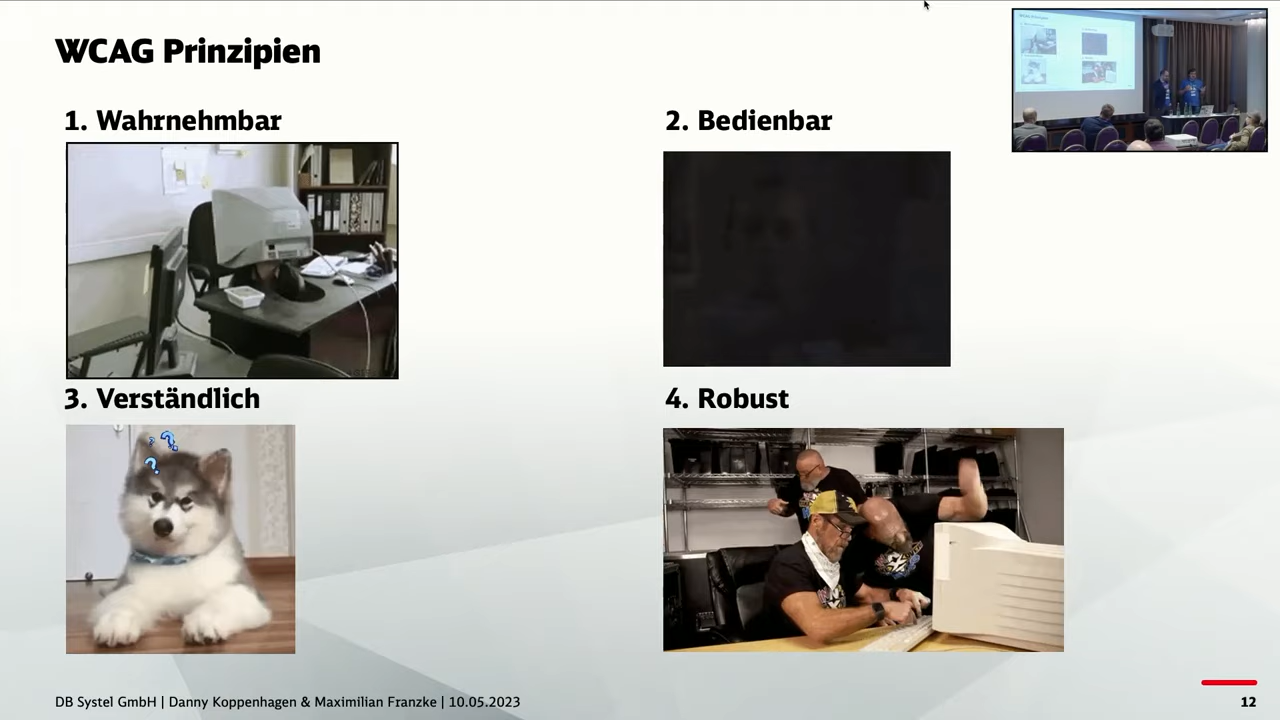 WCAG Prinzipien
1. Wahrnehmbar
2. Bedienbar
3. Verständlich
4. Robust
? ? ?
DB Systel GmbH | Danny Koppenhagen & Maximilian Franzke | 10.05.2023
12